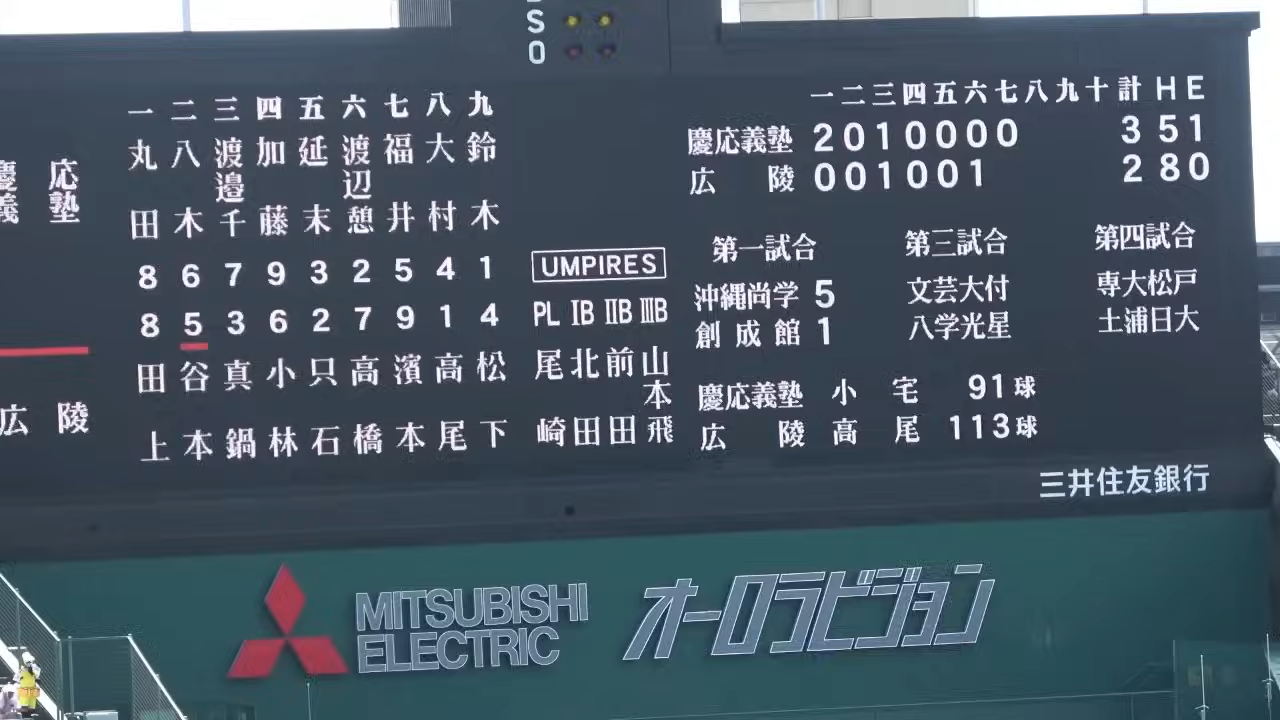 S
O
一 二 三 四 五 六 七 八 九
慶応義塾
丸田 八木 渡邉千 加藤 延末 渡辺憩 福井 大村 鈴木
8 6 7 9 3 2 5 4 1
8 5 3 6 2 7 9 1 4
広陵
田上 谷本 真鍋 小林 只石 高橋 濱本 高尾 松下
UMPIRES
PL IB IIB IIIB
尾崎 北田 前田 山本飛
一 二 三 四 五 六 七 八 九 十 計 H E
慶応義塾 2 0 1 0 0 0 0 3 5 1
広陵 0 0 1 0 0 1 2 8 0
第一試合 第三試合 第四試合
沖縄尚学 5 文芸大付 専大松戸
創成館 1 八学光星 土浦日大
慶応義塾 小宅 91球
広陵 高尾 113球
三井住友銀行
MITSUBISHI
ELECTRIC
オーロラビジョン